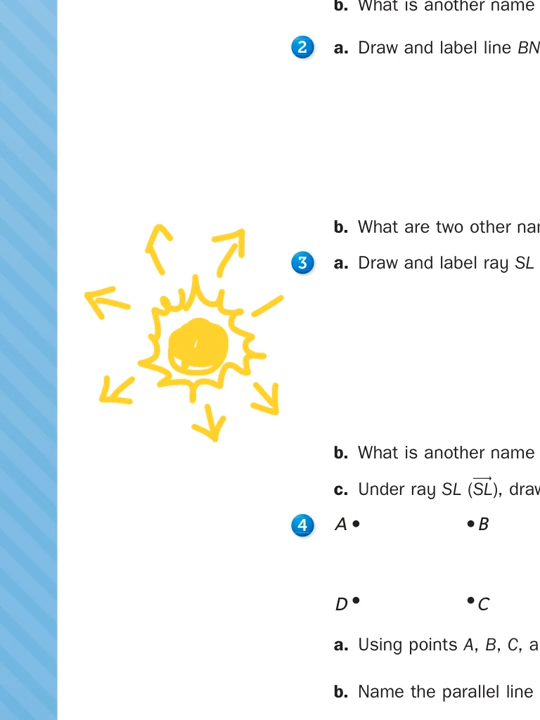 b. What is another name
2 a. Draw and label line BN
b. What are two other nar
3 a. Draw and label ray SL
b. What is another name
c. Under ray SL (SL), draw
4 A • • B
D • • C
a. Using points A, B, C, a
b. Name the parallel line